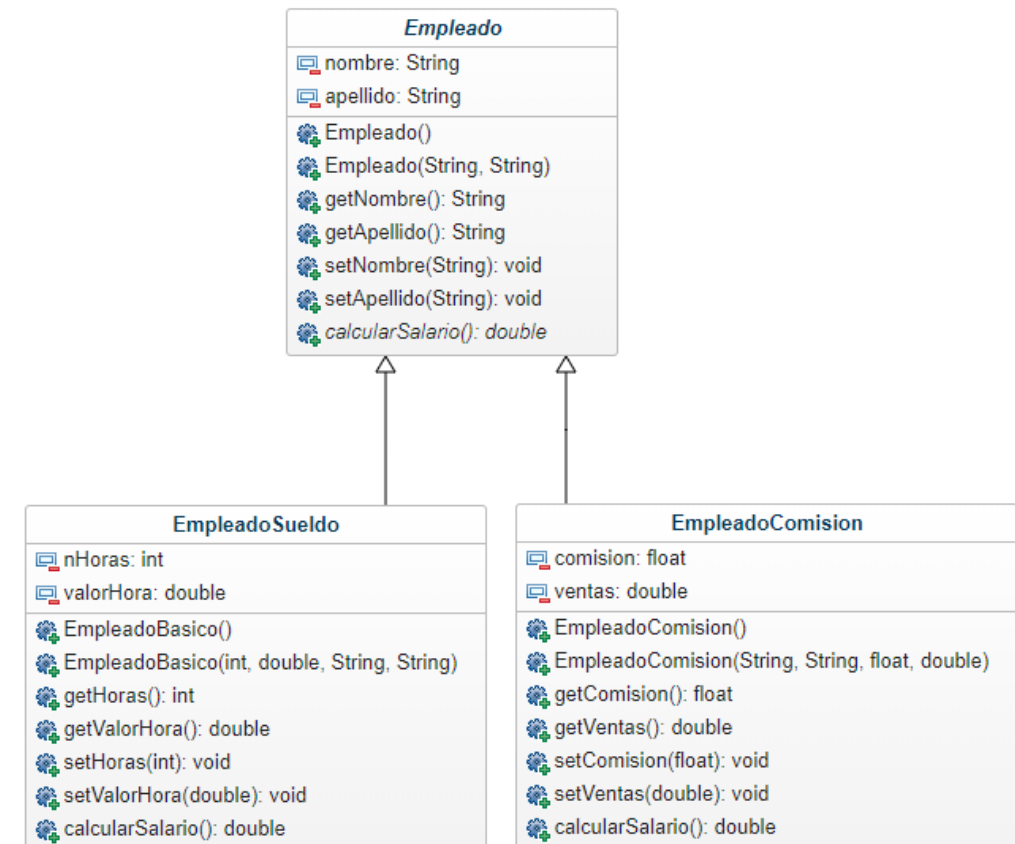 Empleado
nombre: String
apellido: String
Empleado()
Empleado(String, String)
getNombre(): String
getApellido(): String
setNombre(String): void
setApellido(String): void
calcularSalario(): double
EmpleadoSueldo
nHoras: int
valorHora: double
EmpleadoBasico()
EmpleadoBasico(int, double, String, String)
getHoras(): int
getValorHora(): double
setHoras(int): void
setValorHora(double): void
calcularSalario(): double
EmpleadoComision
comision: float
ventas: double
EmpleadoComision()
EmpleadoComision(String, String, float, double)
getComision(): float
getVentas(): double
setComision(float): void
setVentas(double): void
calcularSalario(): double